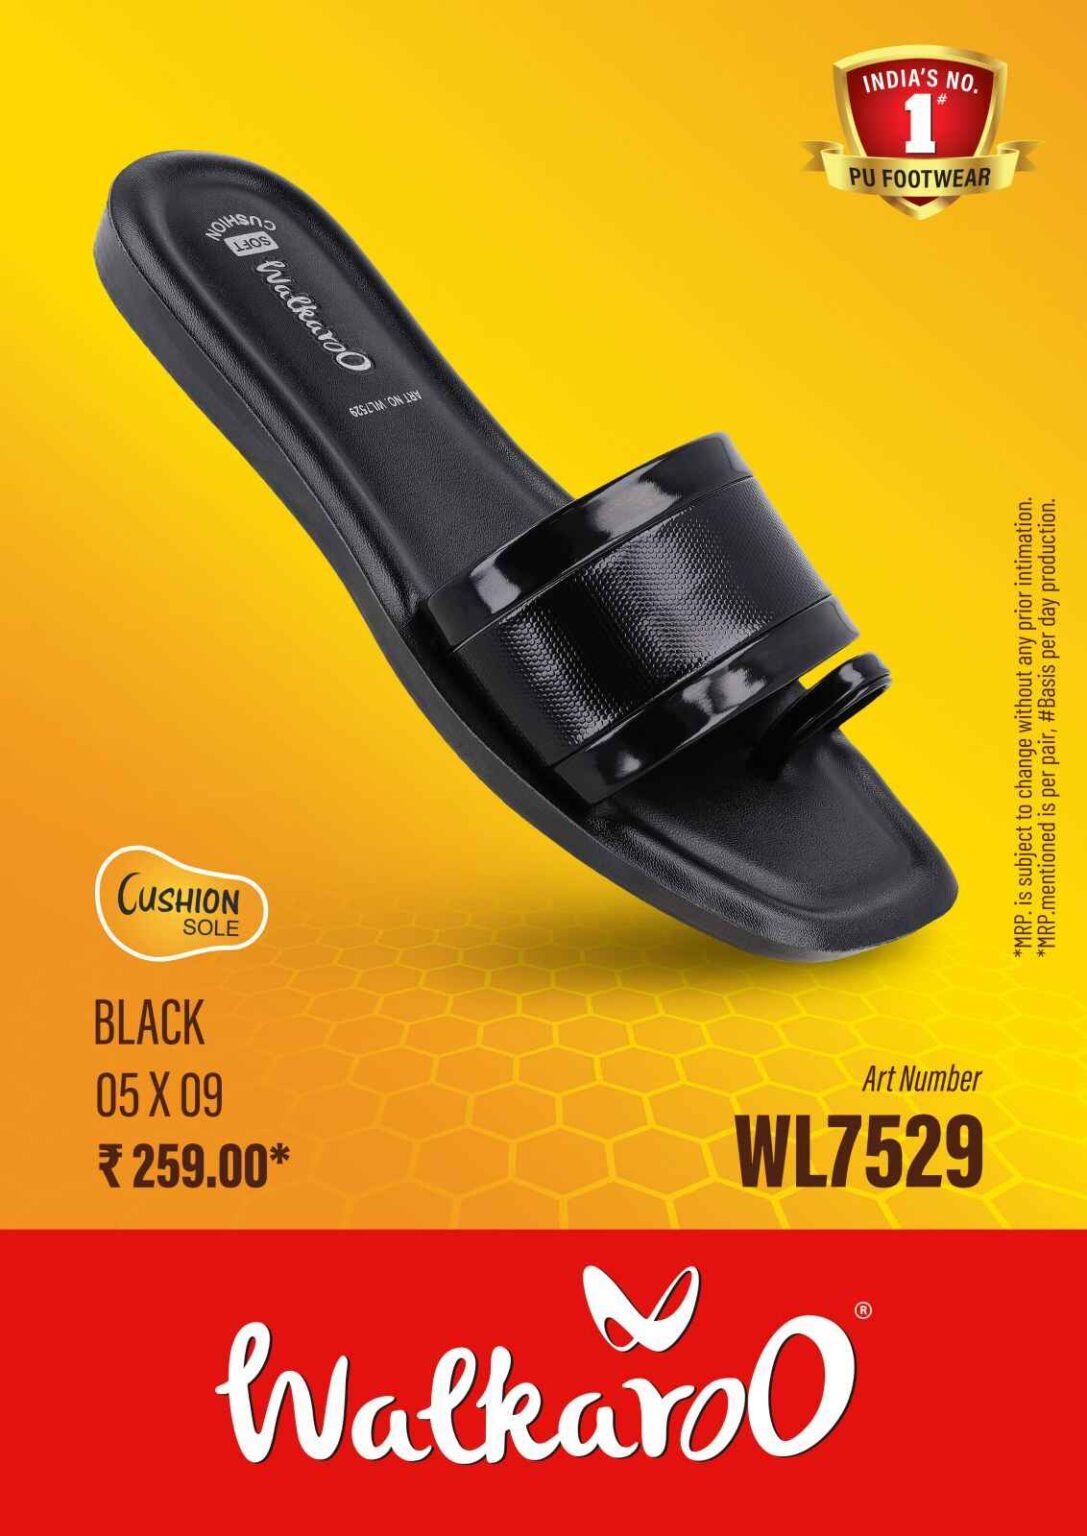 INDIA'S NO.
1#
PU FOOTWEAR
CUSHION
SOFT
Walkaroo
ART NO. WL7529
*MRP. is subject to change without any prior intimation.
*MRP.mentioned is per pair, #Basis per day production.
CUSHION
SOLE
BLACK
05 X 09
₹ 259.00*
Art Number
WL7529
Walkaroo®